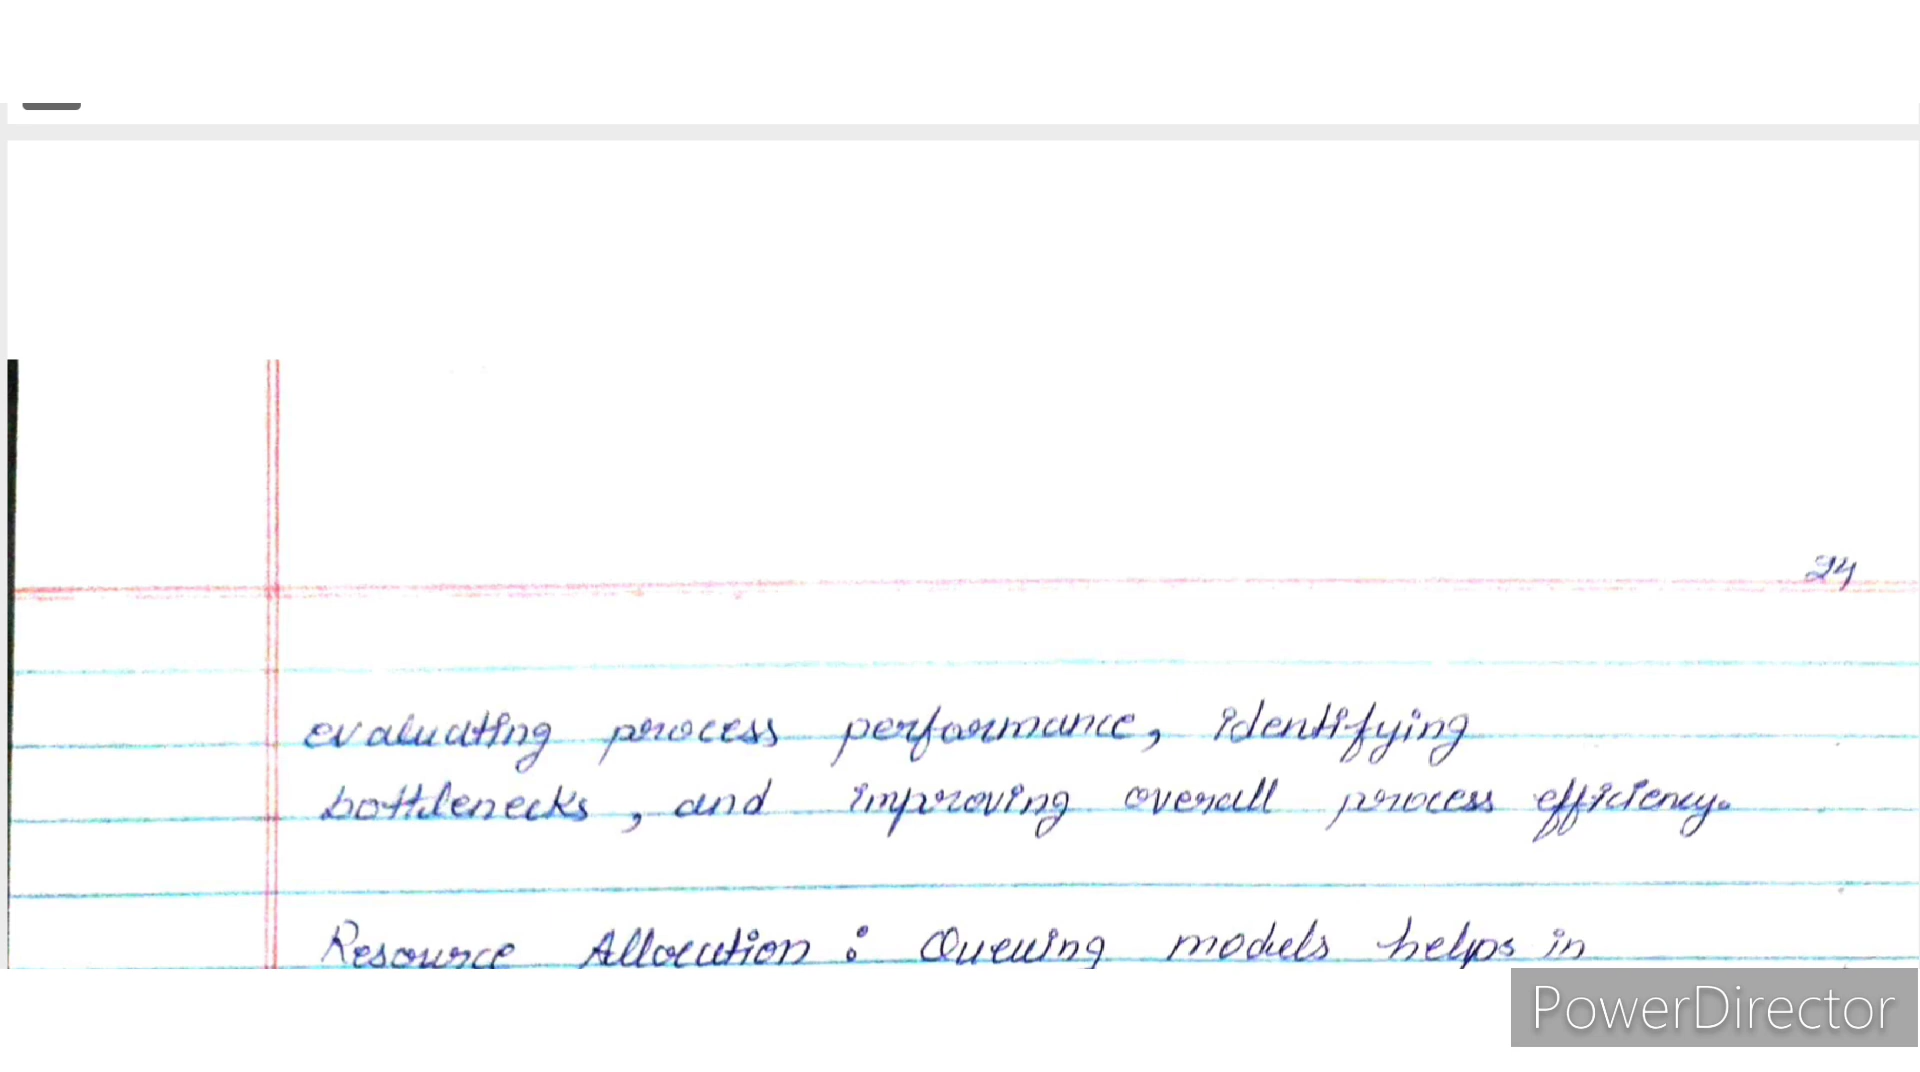 24
evaluating process performance, identifying
bottlenecks, and improving overall process efficiency.
Resource Allocation : Queuing models helps in
PowerDirector